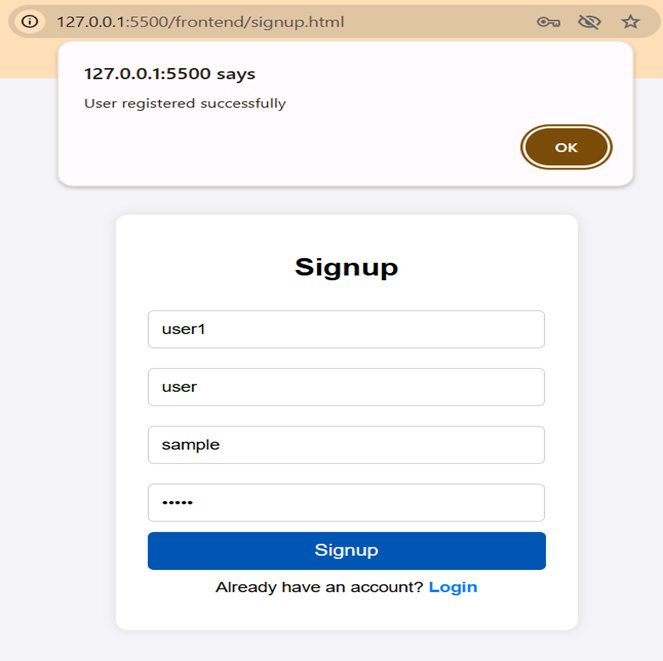 127.0.0.1:5500/frontend/signup.html
127.0.0.1:5500 says
User registered successfully
OK
Signup
user1
user
sample
•••••
Signup
Already have an account? Login